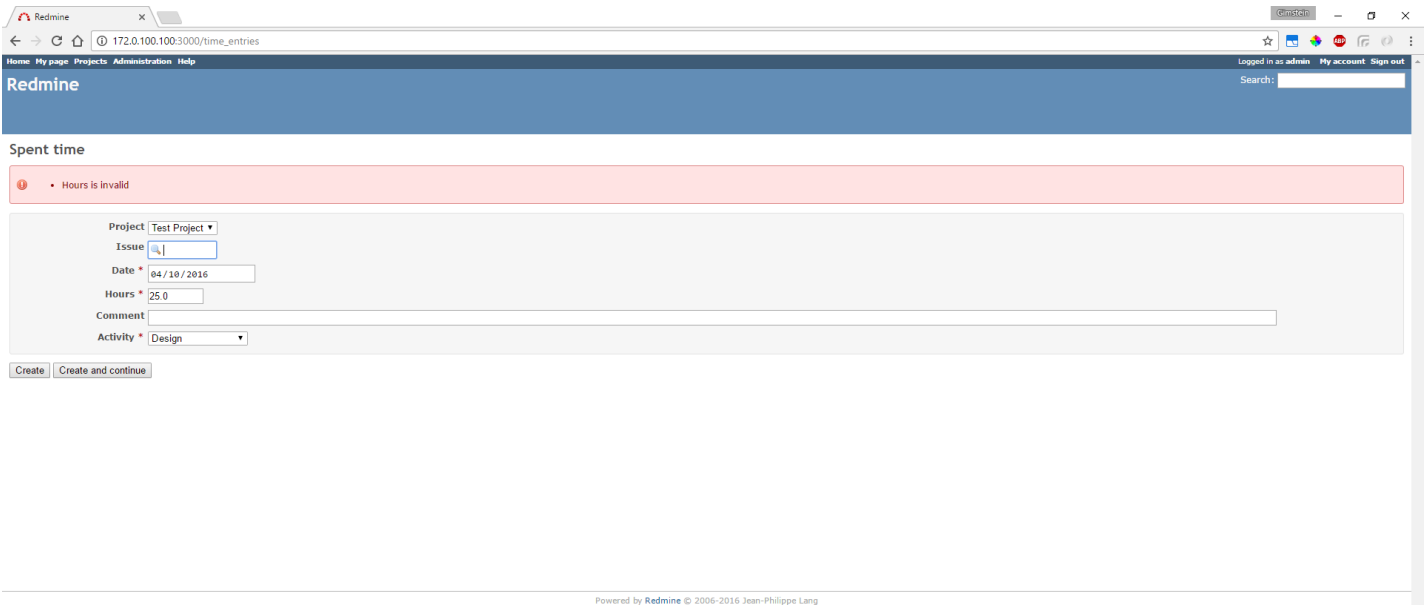 Redmine
Gimstein
172.0.100.100:3000/time_entries
ABP
Home My page Projects Administration Help
Logged in as admin My account Sign out
Redmine
Search:
Spent time
Hours is invalid
Project Test Project
Issue
Date * 04/10/2016
Hours * 25.0
Comment
Activity * Design
Create Create and continue
Powered by Redmine © 2006-2016 Jean-Philippe Lang